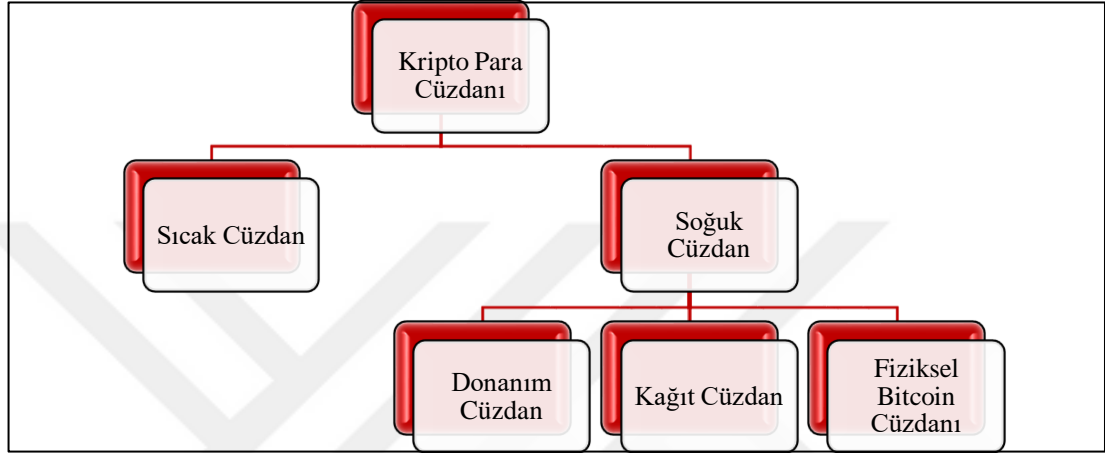 Kripto Para
Cüzdanı
Sıcak Cüzdan
Soğuk
Cüzdan
Donanım
Cüzdan
Kağıt Cüzdan
Fiziksel
Bitcoin
Cüzdanı